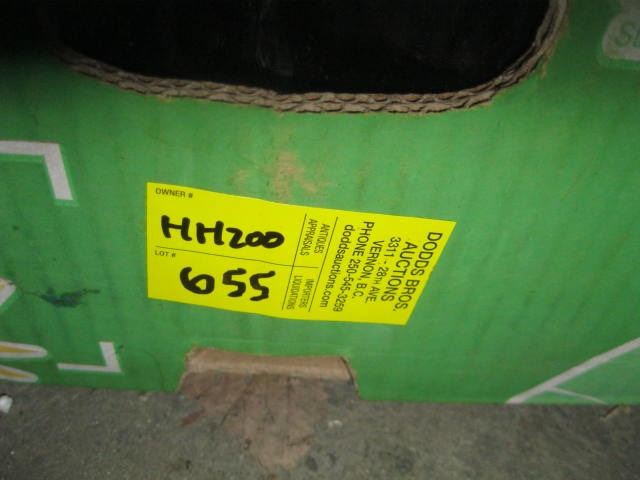 OWNER #
HH200
LOT #
655
ANTIQUES
APPRAISALS
IMPORTERS
LIQUIDATIONS
DODDS BROS.
AUCTIONS
3311 - 28TH AVE
VERNON, B.C.
PHONE 250-545-3259
doddsauctions.com